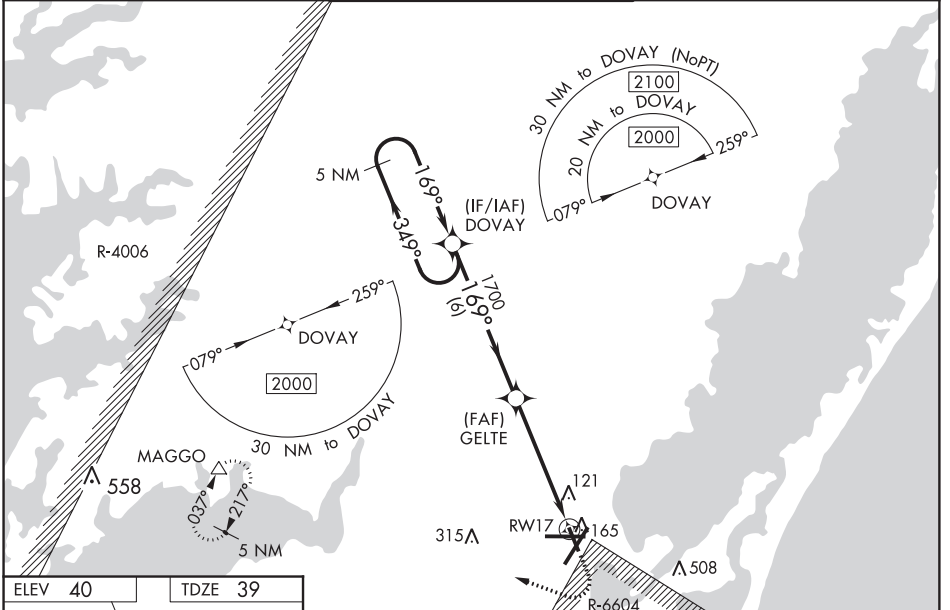 30 NM to DOVAY (NoPT)
2100
20 NM to DOVAY
2000
259°
079°
DOVAY
5 NM
169°
349°
(IF/IAF)
DOVAY
R-4006
1700
169°
(6)
259°
DOVAY
079°
2000
30 NM to DOVAY
(FAF)
GELTE
MAGGO
558
037°
217°
5 NM
121
RW17
165
315
508
R-6604
ELEV 40
TDZE 39